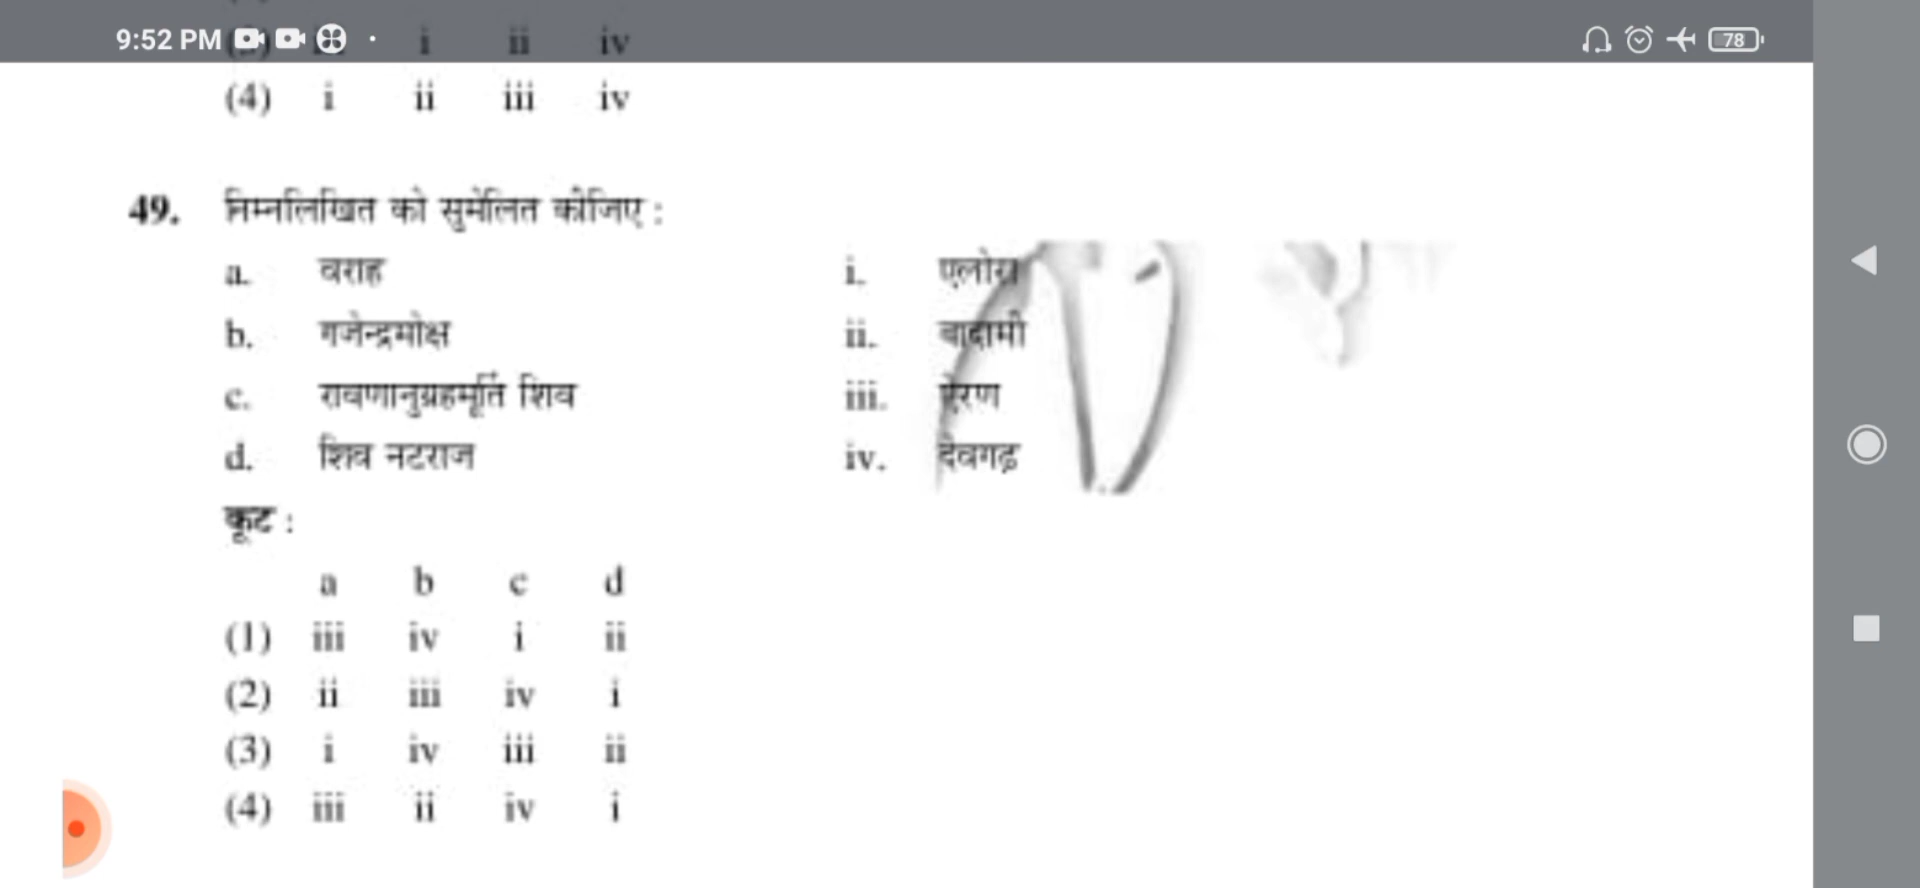 9:52 PM 78
i ii iv
(4) i ii iii iv
49. निम्नलिखित को सुमेलित कीजिए :
a. वराह i. एलोरा
b. गजेन्द्रमोक्ष ii. बादामी
c. रावणानुग्रहमूर्ति शिव iii. ऐरण
d. शिव नटराज iv. देवगढ़
कूट :
a b c d
(1) iii iv i ii
(2) ii iii iv i
(3) i iv iii ii
(4) iii ii iv i